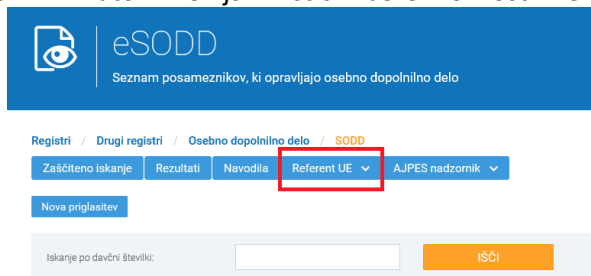 eSODD
Seznam posameznikov, ki opravljajo osebno dopolnilno delo
Registri / Drugi registri / Osebno dopolnilno delo / SODD
Zaščiteno iskanje Rezultati Navodila Referent UE AJPES nadzornik
Nova priglasitev
Iskanje po davčni številki: IŠČI